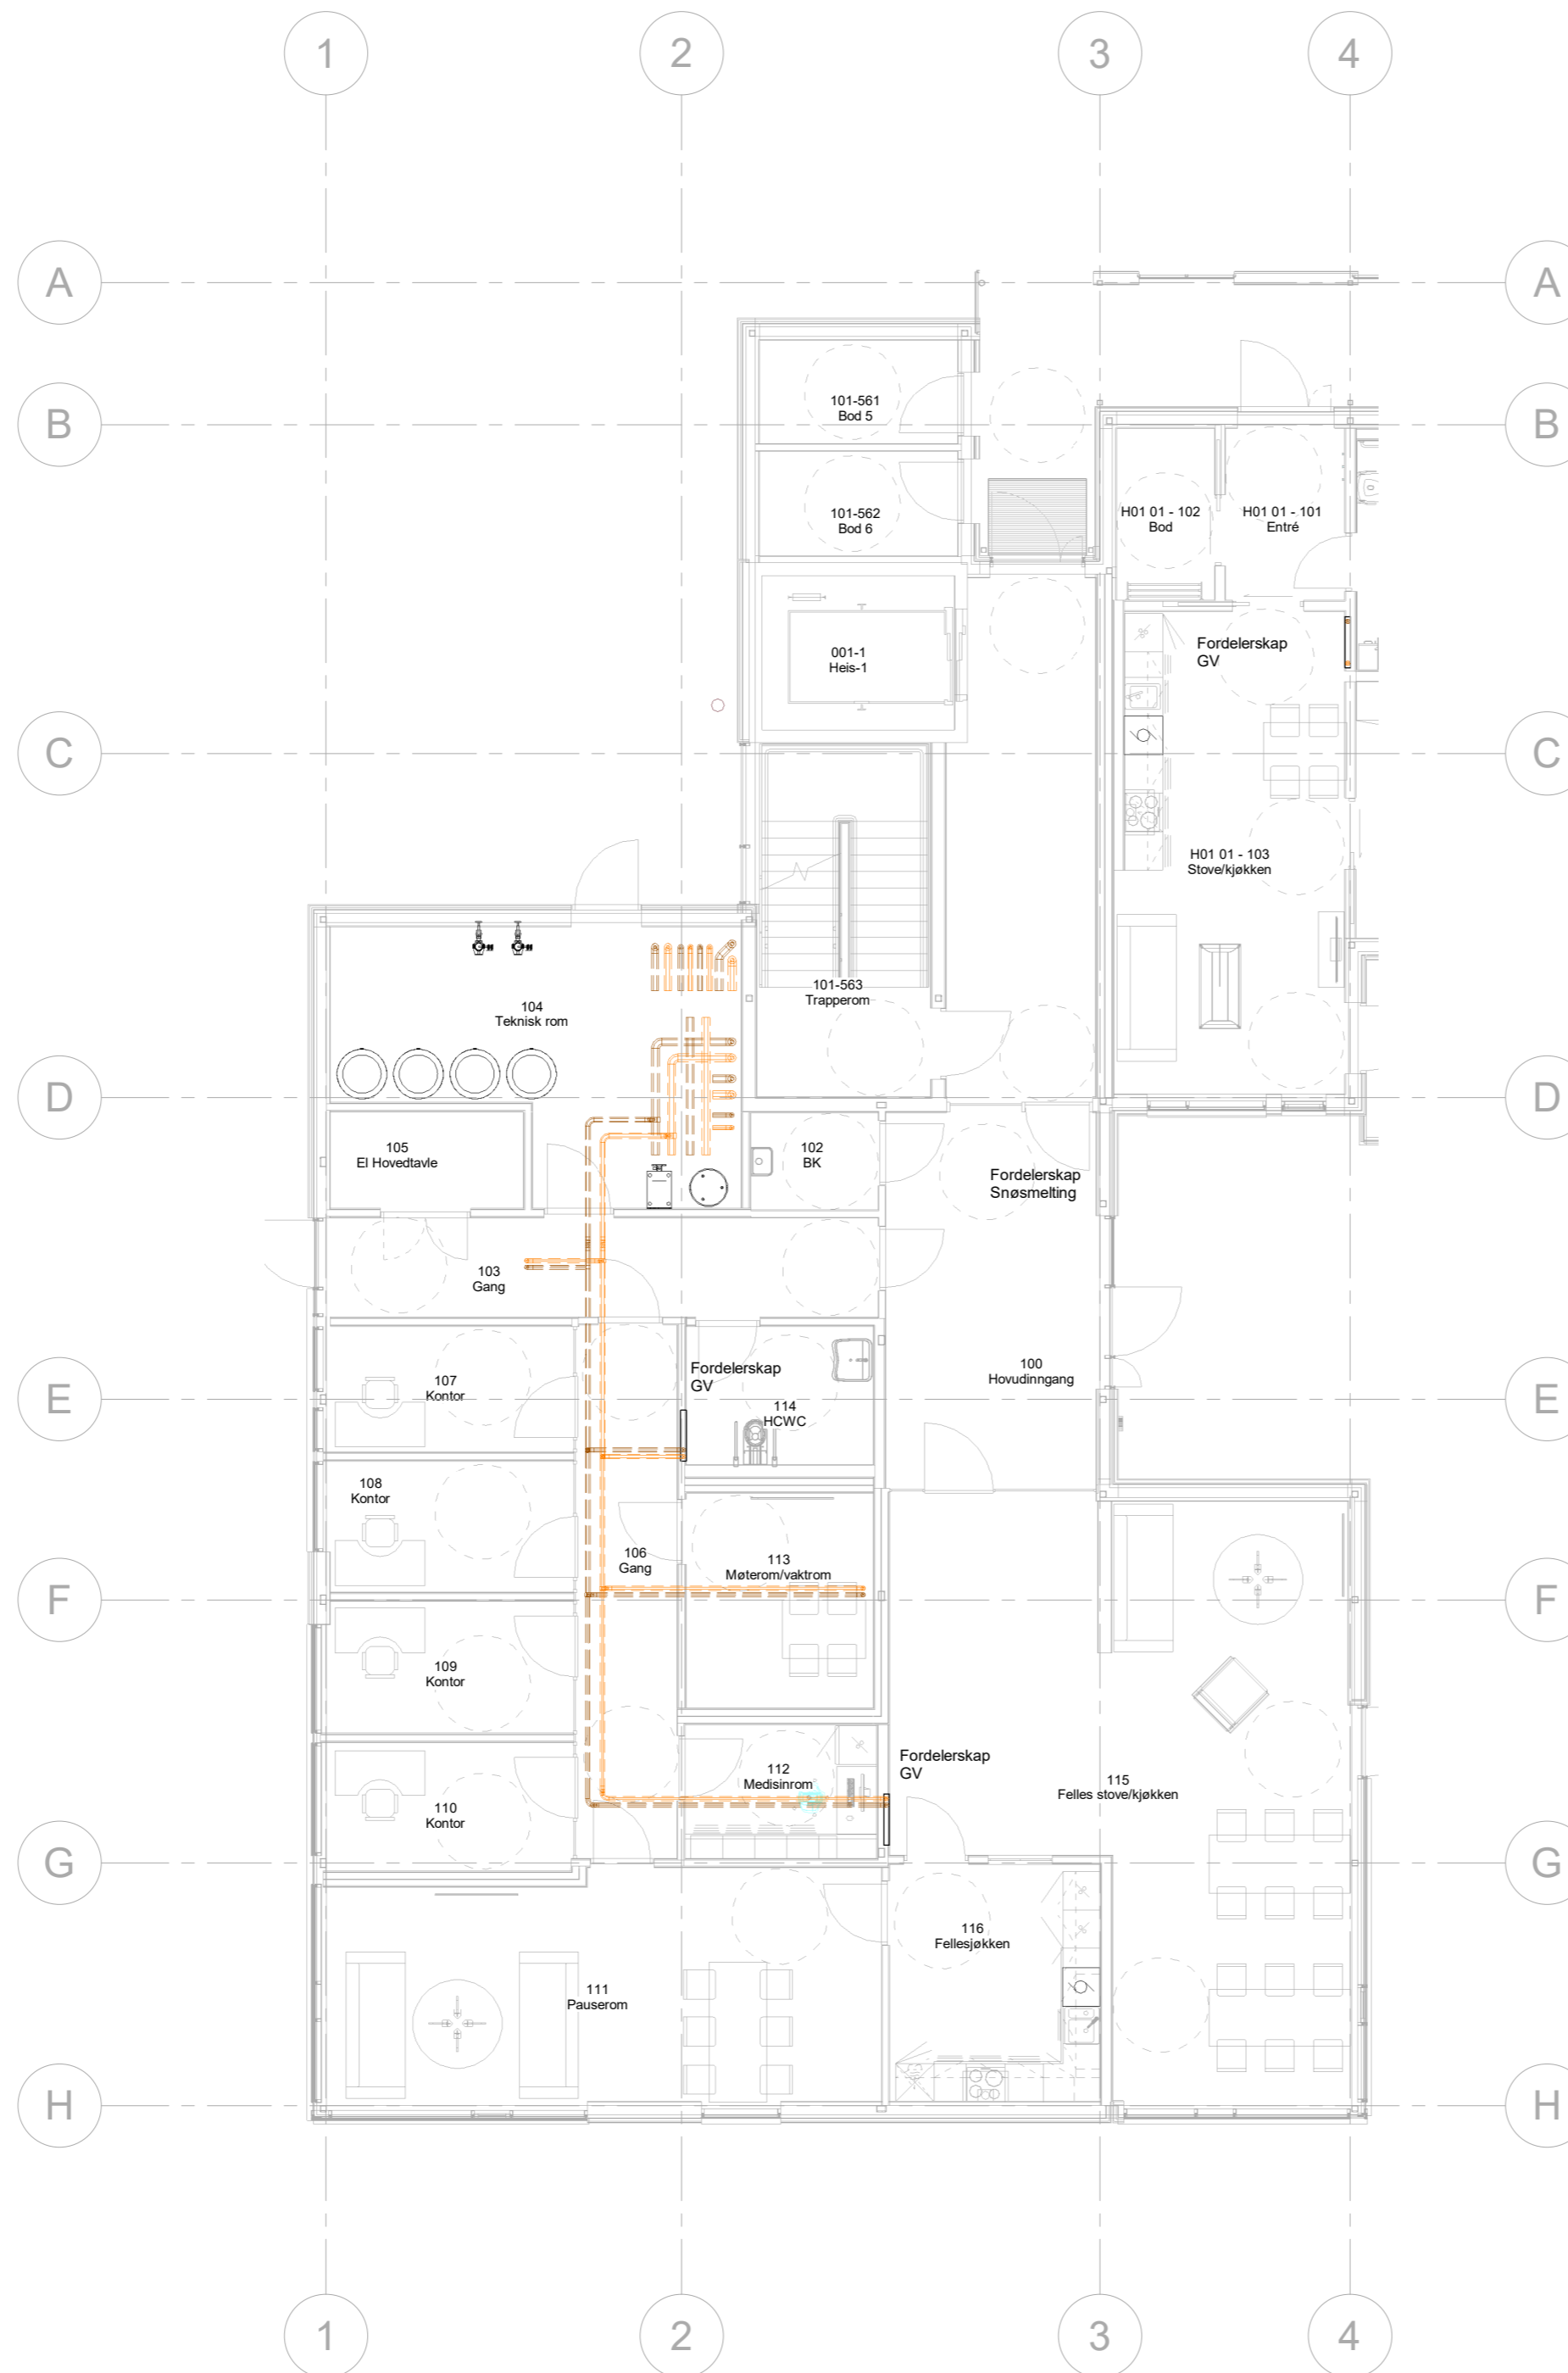 1
2
3
4
A
A
101-561
Bod 5
B
B
101-562
Bod 6
H01 01 - 102
Bod
H01 01 - 101
Entré
001-1
Heis-1
Fordelerskap
GV
C
C
H01 01 - 103
Stove/kjøkken
101-563
Trapperom
104
Teknisk rom
D
D
105
El Hovedtavle
102
BK
Fordelerskap
Snøsmelting
103
Gang
107
Kontor
Fordelerskap
GV
100
Hovudinngang
E
E
114
HCWC
108
Kontor
106
Gang
113
Møterom/vaktrom
F
F
109
Kontor
112
Medisinrom
Fordelerskap
GV
115
Felles stove/kjøkken
110
Kontor
G
G
116
Fellesjøkken
111
Pauserom
H
H
1
2
3
4